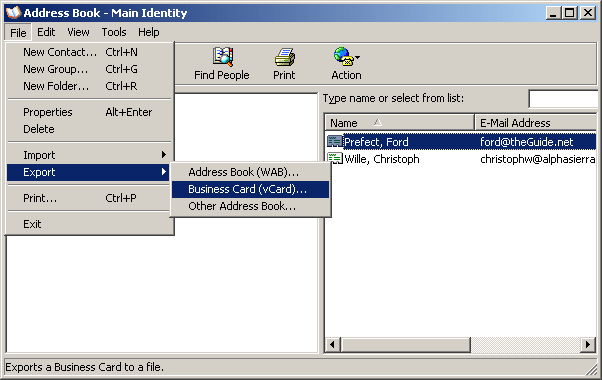 Address Book - Main Identity
File Edit View Tools Help
New Contact... Ctrl+N
New Group... Ctrl+G
New Folder... Ctrl+R
Properties Alt+Enter
Delete
Import
Export
Print... Ctrl+P
Exit
Address Book (WAB)...
Business Card (vCard)...
Other Address Book...
Find People Print Action
Type name or select from list:
Name E-Mail Address
Prefect, Ford ford@theGuide.net
Wille, Christoph christophw@alphasierra
Exports a Business Card to a file.